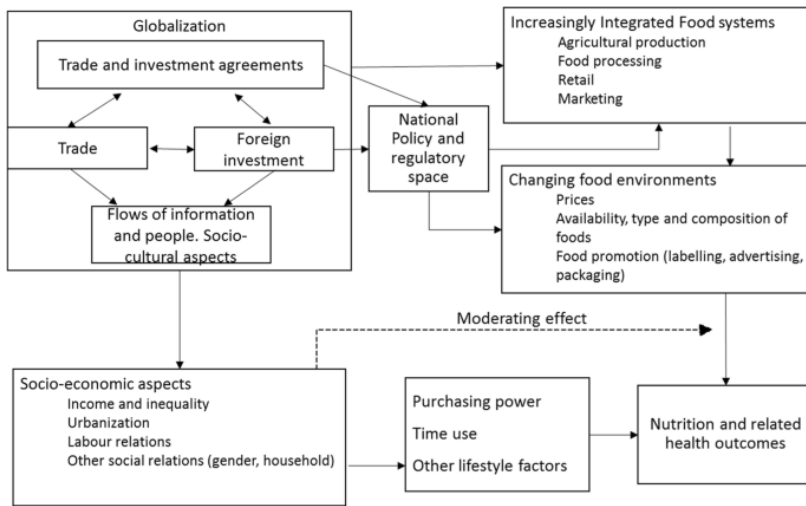 Globalization
Trade and investment agreements
Trade
Foreign
investment
Flows of information
and people. Socio-
cultural aspects
National
Policy and
regulatory
space
Increasingly Integrated Food systems
Agricultural production
Food processing
Retail
Marketing
Changing food environments
Prices
Availability, type and composition of
foods
Food promotion (labelling, advertising,
packaging)
Moderating effect
Socio-economic aspects
Income and inequality
Urbanization
Labour relations
Other social relations (gender, household)
Purchasing power
Time use
Other lifestyle factors
Nutrition and related
health outcomes